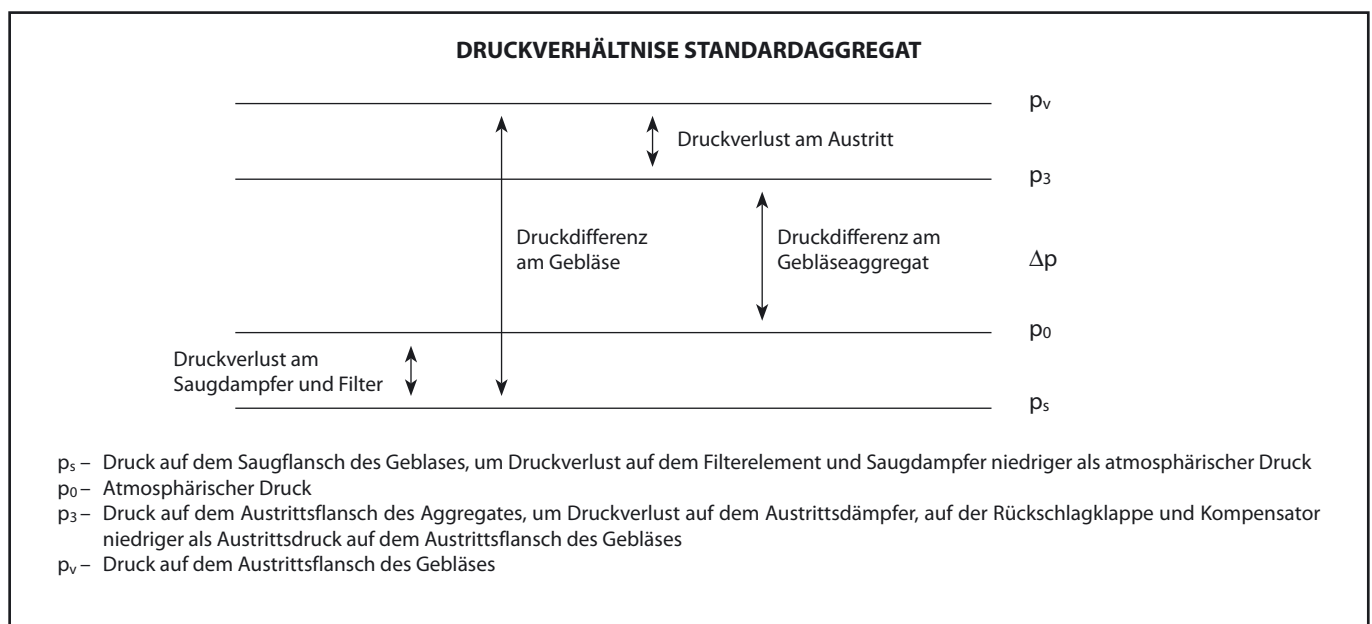 DRUCKVERHÄLTNISE STANDARDAGGREGAT
pᵥ
Druckverlust am Austritt
p₃
Druckdifferenz
am Gebläse
Druckdifferenz am
Gebläseaggregat
Δp
p₀
Druckverlust am
Saugdampfer und Filter
pₛ
pₛ – Druck auf dem Saugflansch des Geblases, um Druckverlust auf dem Filterelement und Saugdampfer niedriger als atmosphärischer Druck
p₀ – Atmosphärischer Druck
p₃ – Druck auf dem Austrittsflansch des Aggregates, um Druckverlust auf dem Austrittsdämpfer, auf der Rückschlagklappe und Kompensator
niedriger als Austrittsdruck auf dem Austrittsflansch des Gebläses
pᵥ – Druck auf dem Austrittsflansch des Gebläses